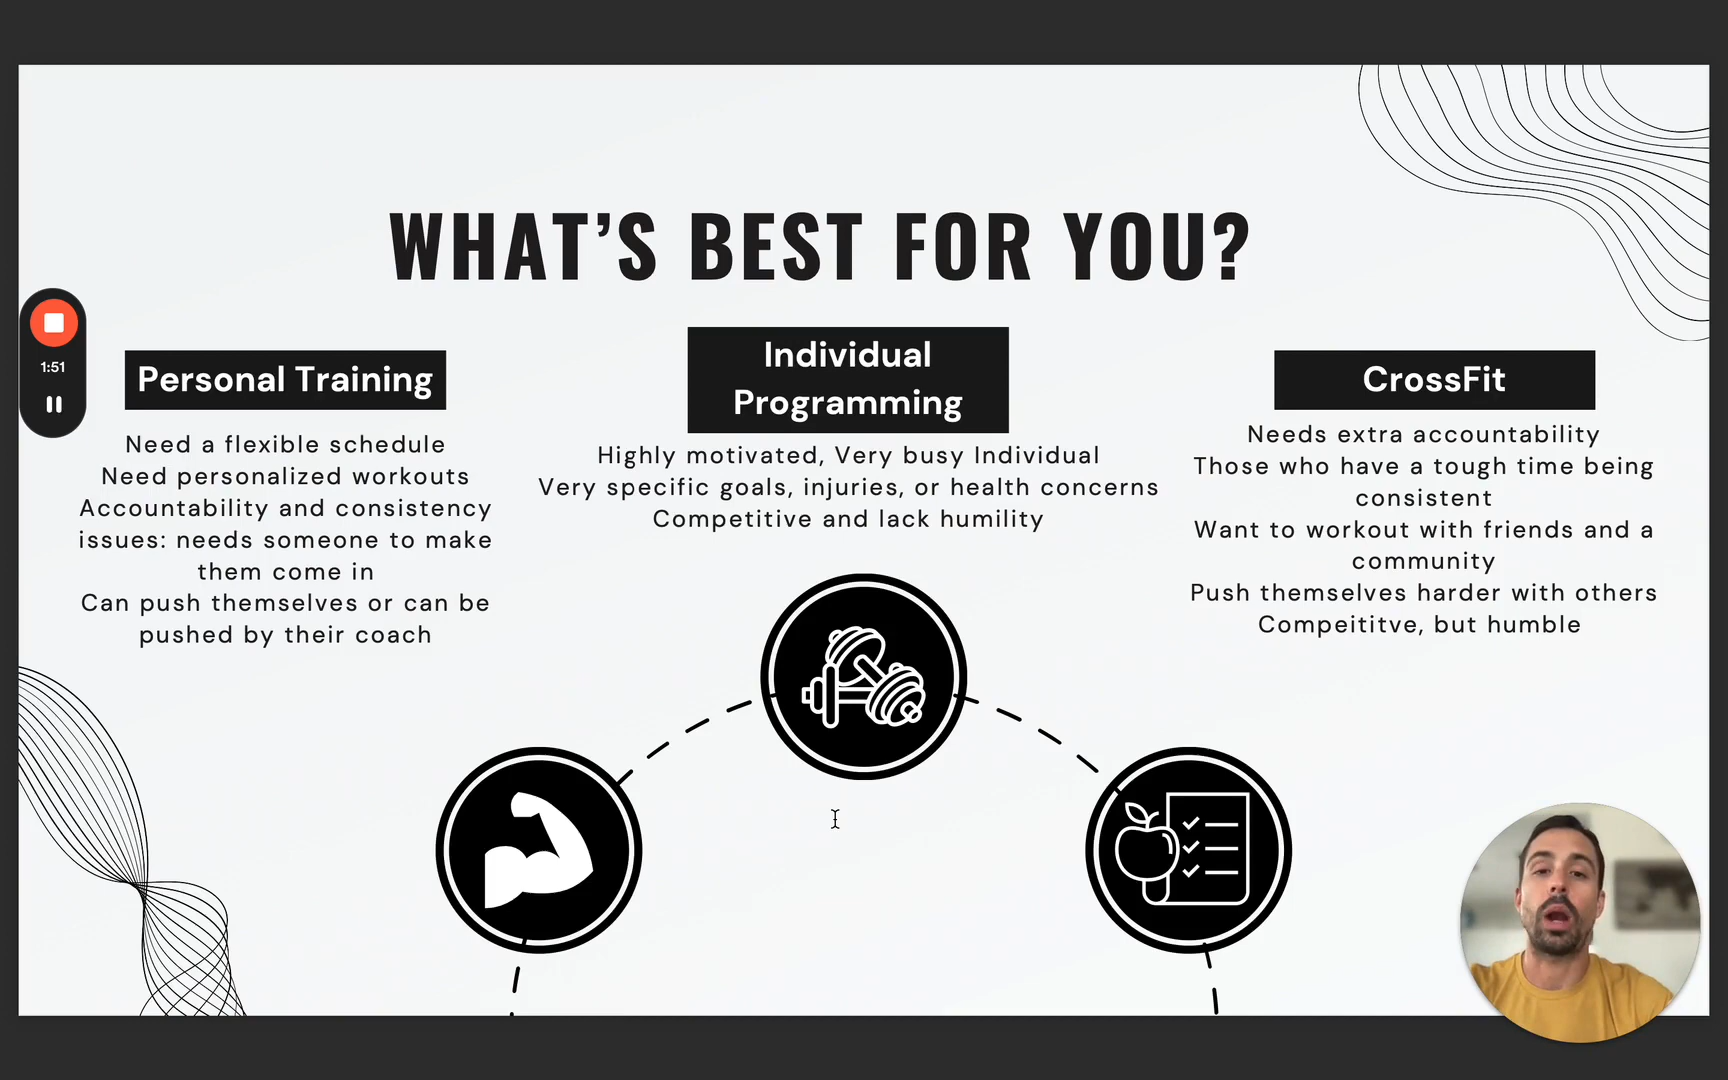 WHAT’S BEST FOR YOU?
1:51
Personal Training
Need a flexible schedule
Need personalized workouts
Accountability and consistency
issues: needs someone to make
them come in
Can push themselves or can be
pushed by their coach
Individual
Programming
Highly motivated, Very busy Individual
Very specific goals, injuries, or health concerns
Competitive and lack humility
CrossFit
Needs extra accountability
Those who have a tough time being
consistent
Want to workout with friends and a
community
Push themselves harder with others
Compeititve, but humble